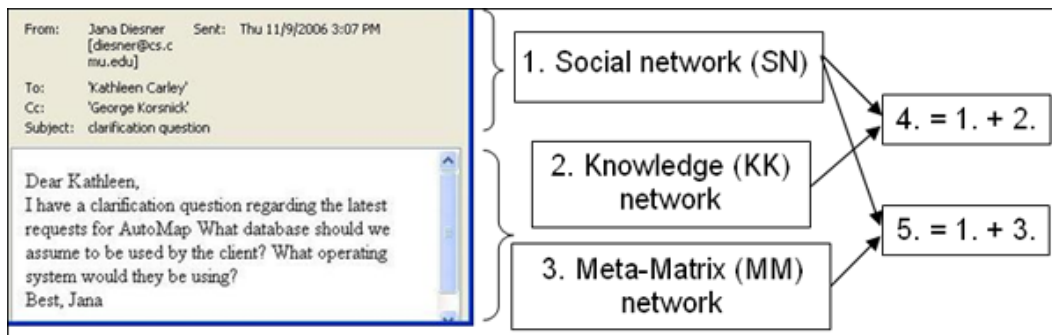 From: Jana Diesner Sent: Thu 11/9/2006 3:07 PM
[diesner@cs.c
mu.edu]
To: 'Kathleen Carley'
Cc: 'George Korsnick'
Subject: clarification question
Dear Kathleen,
I have a clarification question regarding the latest
requests for AutoMap What database should we
assume to be used by the client? What operating
system would they be using?
Best, Jana
1. Social network (SN)
2. Knowledge (KK)
network
3. Meta-Matrix (MM)
network
4. = 1. + 2.
5. = 1. + 3.